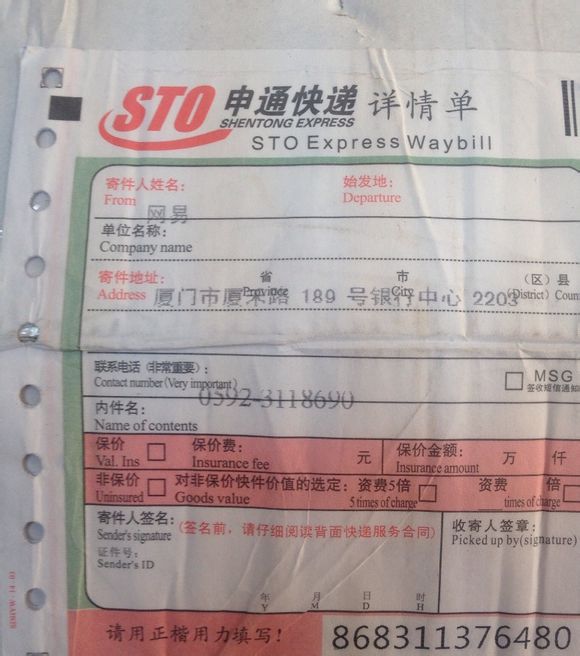 STO 申通快递 详情单
SHENTONG EXPRESS
STO Express Waybill
寄件人姓名： 始发地：
From Departure
网易
单位名称：
Company name
寄件地址： 省 市 (区) 县
Address Province City (District)
厦门市厦禾路 189 号银行中心 2203
联系电话（非常重要）：
Contact number (Very important)
MSG
0592-3118690
内件名：
Name of contents
保价 保价费： 元 保价金额： 万 仟
Val. Ins Insurance fee Insurance amount
非保价 对非保价快件价值的选定： 资费5倍 资费 倍
Uninsured Goods value 5 times of charge times of charge
寄件人签名：(签名前，请仔细阅读背面快递服务合同) 收寄人签章：
Sender's signature Picked up by(signature)
证件号：
Sender's ID
年 月 日 时
Y M D H
请用正楷用力填写！ 868311376480